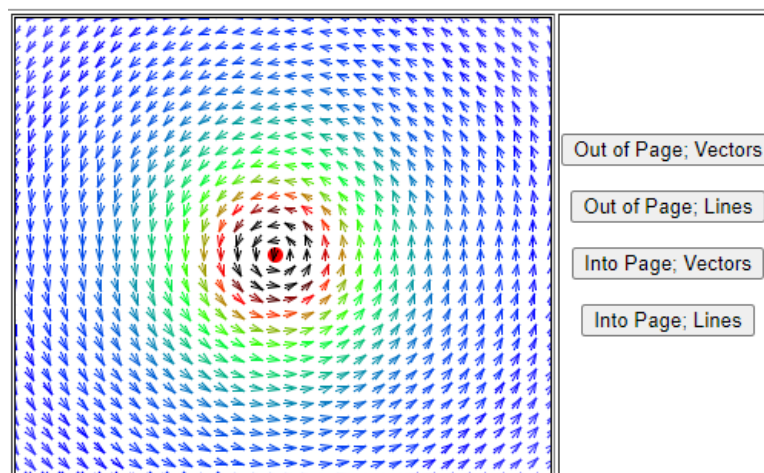 Out of Page; Vectors
Out of Page; Lines
Into Page; Vectors
Into Page; Lines